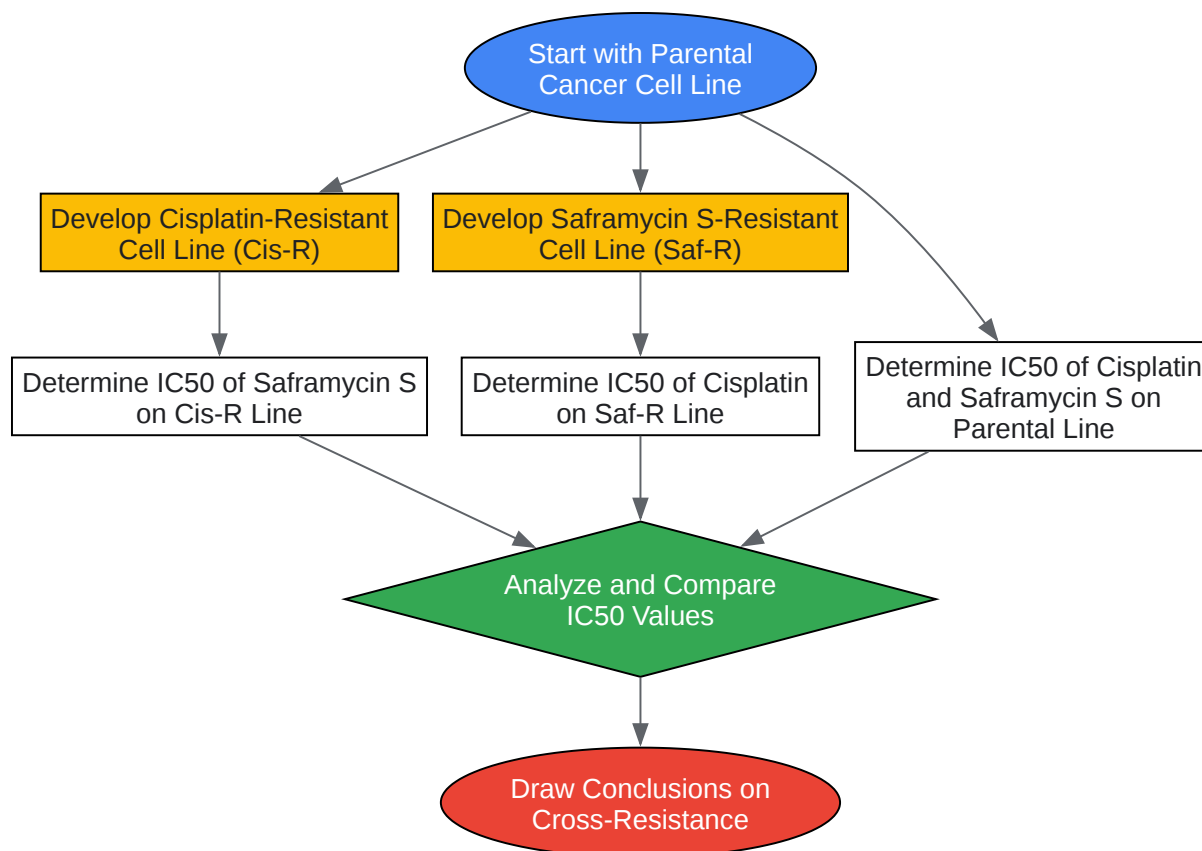 Start with Parental
Cancer Cell Line
Develop Cisplatin-Resistant
Cell Line (Cis-R)
Develop Saframycin S-Resistant
Cell Line (Saf-R)
Determine IC50 of Saframycin S
on Cis-R Line
Determine IC50 of Cisplatin
on Saf-R Line
Determine IC50 of Cisplatin
and Saframycin S on
Parental Line
Analyze and Compare
IC50 Values
Draw Conclusions on
Cross-Resistance